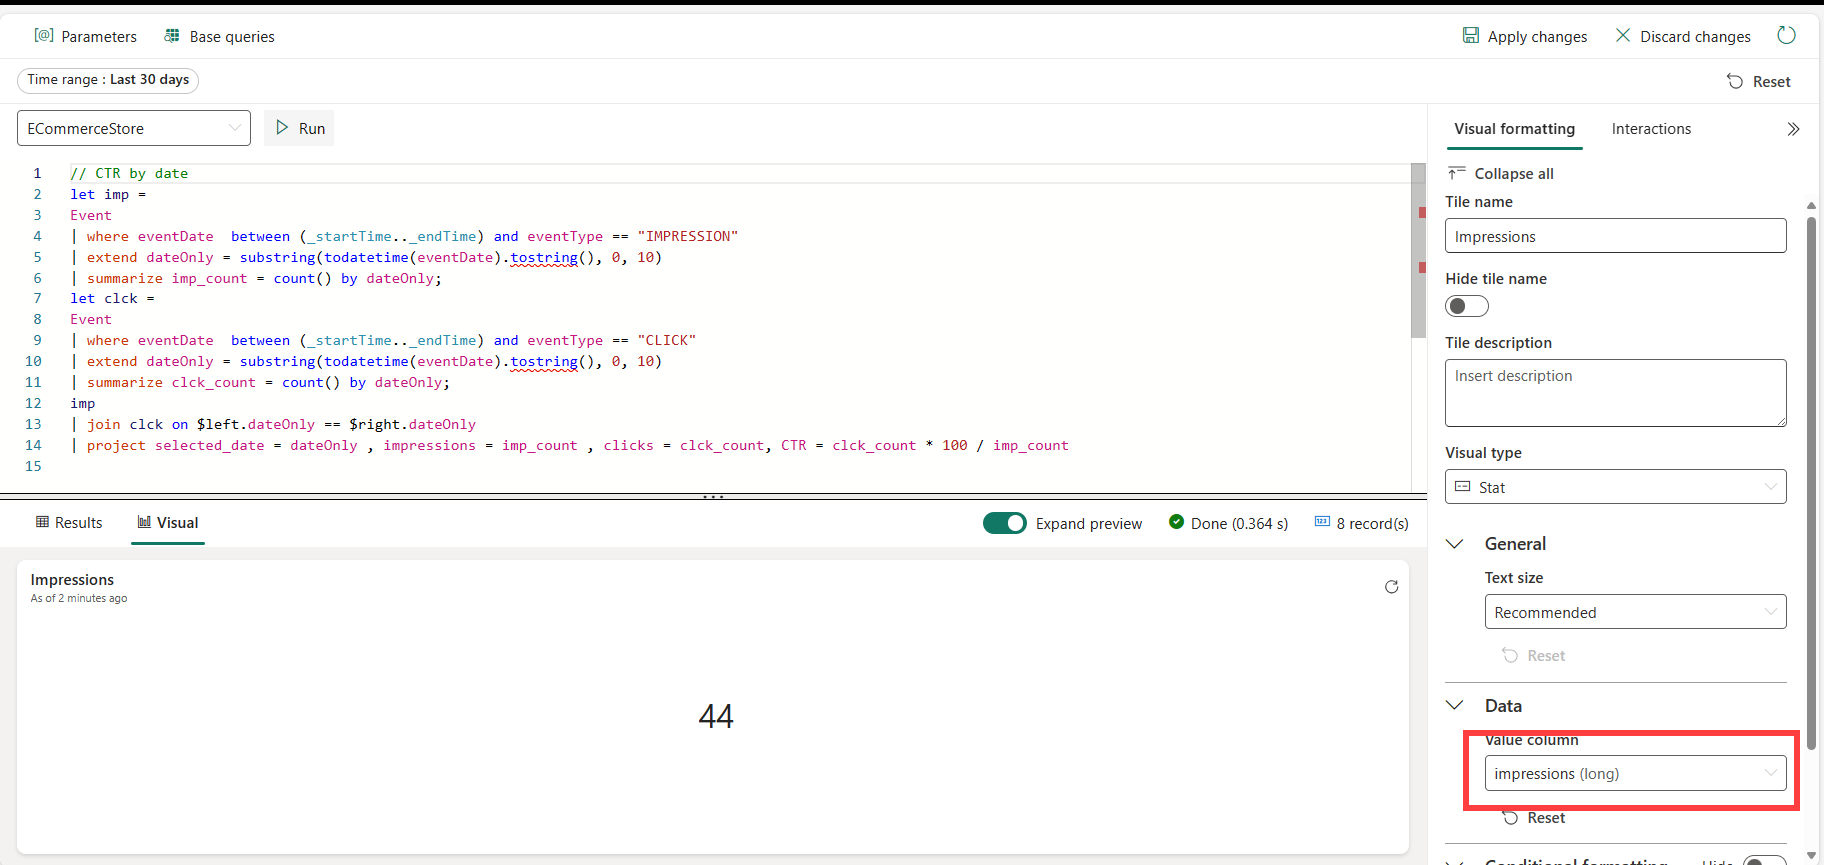 Parameters Base queries Apply changes Discard changes
Time range : Last 30 days Reset
ECommerceStore Run
1 // CTR by date
2 let imp =
3 Event
4 | where eventDate  between (_startTime.._endTime) and eventType == "IMPRESSION"
5 | extend dateOnly = substring(todatetime(eventDate).tostring(), 0, 10)
6 | summarize imp_count = count() by dateOnly;
7 let clck =
8 Event
9 | where eventDate  between (_startTime.._endTime) and eventType == "CLICK"
10 | extend dateOnly = substring(todatetime(eventDate).tostring(), 0, 10)
11 | summarize clck_count = count() by dateOnly;
12 imp
13 | join clck on $left.dateOnly == $right.dateOnly
14 | project selected_date = dateOnly , impressions = imp_count , clicks = clck_count, CTR = clck_count * 100 / imp_count
15
Results Visual Expand preview Done (0.364 s) 8 record(s)
Impressions
As of 2 minutes ago
44
Visual formatting Interactions
Collapse all
Tile name
Impressions
Hide tile name
Tile description
Insert description
Visual type
Stat
General
Text size
Recommended
Reset
Data
Value column
impressions (long)
Reset
Conditional formatting Hide